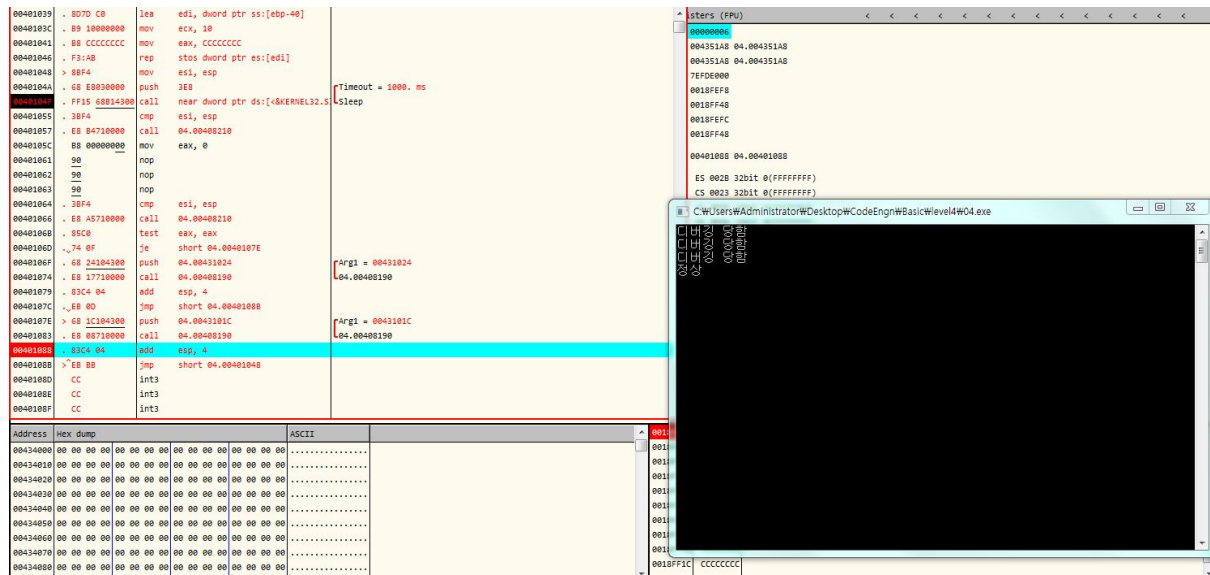 00401039 . 8D7D C0 lea edi, dword ptr ss:[ebp-40]
0040103C . B9 10000000 mov ecx, 10
00401041 . B8 CCCCCCCC mov eax, CCCCCCCC
00401046 . F3:AB rep stos dword ptr es:[edi]
00401048 > 8BF4 mov esi, esp
0040104A . 68 E8030000 push 3E8 Timeout = 1000. ms
0040104F . FF15 68B14300 call near dword ptr ds:[<&KERNEL32.S Sleep
00401055 . 3BF4 cmp esi, esp
00401057 . E8 B4710000 call 04.00408210
0040105C B8 00000000 mov eax, 0
00401061 90 nop
00401062 90 nop
00401063 90 nop
00401064 . 3BF4 cmp esi, esp
00401066 . E8 A5710000 call 04.00408210
0040106B . 85C0 test eax, eax
0040106D . 74 0F je short 04.0040107E
0040106F . 68 24104300 push 04.00431024 Arg1 = 00431024
00401074 . E8 17710000 call 04.00408190 04.00408190
00401079 . 83C4 04 add esp, 4
0040107C . EB 0D jmp short 04.0040108B
0040107E > 68 1C104300 push 04.0043101C Arg1 = 0043101C
00401083 . E8 08710000 call 04.00408190 04.00408190
00401088 . 83C4 04 add esp, 4
0040108B > EB BB jmp short 04.00401048
0040108D CC int3
0040108E CC int3
0040108F CC int3
isters (FPU) < < < < < < < < < < < <
00000006
004351A8 04.004351A8
004351A8 04.004351A8
7EFDE000
0018FEF8
0018FF48
0018FEFC
0018FF48
00401088 04.00401088
ES 002B 32bit 0(FFFFFFFF)
CS 0023 32bit 0(FFFFFFFF)
C:₩Users₩Administrator₩Desktop₩CodeEngn₩Basic₩level4₩04.exe
디버깅 당함
디버깅 당함
디버깅 당함
정상
Address Hex dump ASCII
00434000 00 00 00 00 00 00 00 00 00 00 00 00 00 00 00 00 ................
00434010 00 00 00 00 00 00 00 00 00 00 00 00 00 00 00 00 ................
00434020 00 00 00 00 00 00 00 00 00 00 00 00 00 00 00 00 ................
00434030 00 00 00 00 00 00 00 00 00 00 00 00 00 00 00 00 ................
00434040 00 00 00 00 00 00 00 00 00 00 00 00 00 00 00 00 ................
00434050 00 00 00 00 00 00 00 00 00 00 00 00 00 00 00 00 ................
00434060 00 00 00 00 00 00 00 00 00 00 00 00 00 00 00 00 ................
00434070 00 00 00 00 00 00 00 00 00 00 00 00 00 00 00 00 ................
00434080 00 00 00 00 00 00 00 00 00 00 00 00 00 00 00 00 ................
0018FF1C CCCCCCCC